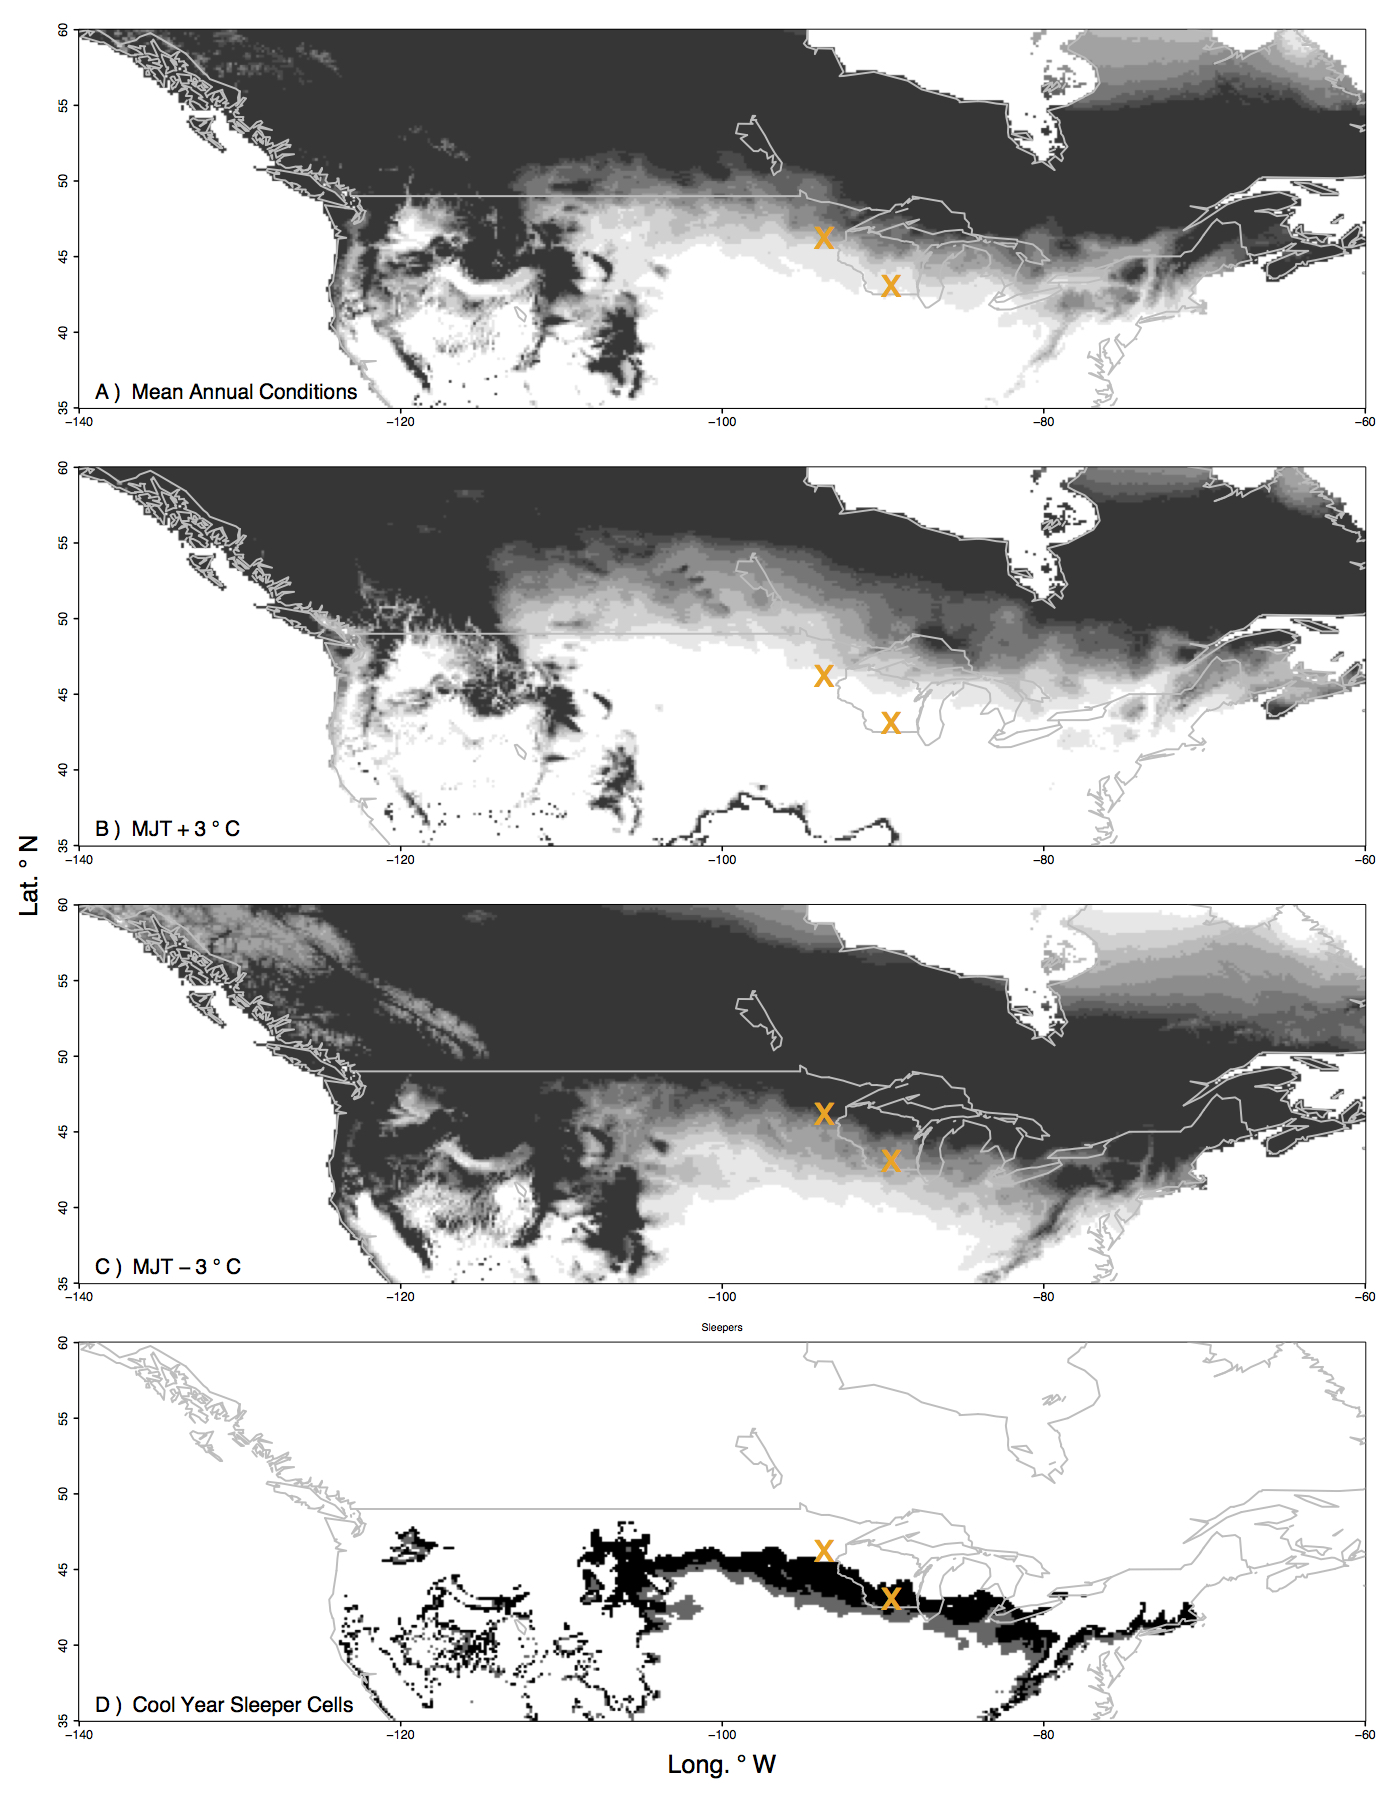 60
55
50
45
40
35
X
X
A ) Mean Annual Conditions
−140 −120 −100 −80 −60
60
55
50
45
40
35
X
X
B ) MJT + 3 ° C
−140 −120 −100 −80 −60
Lat. ° N
60
55
50
45
40
35
X
X
C ) MJT − 3 ° C
−140 −120 −100 −80 −60
Sleepers
60
55
50
45
40
35
X
X
D ) Cool Year Sleeper Cells
−140 −120 −100 −80 −60
Long. ° W